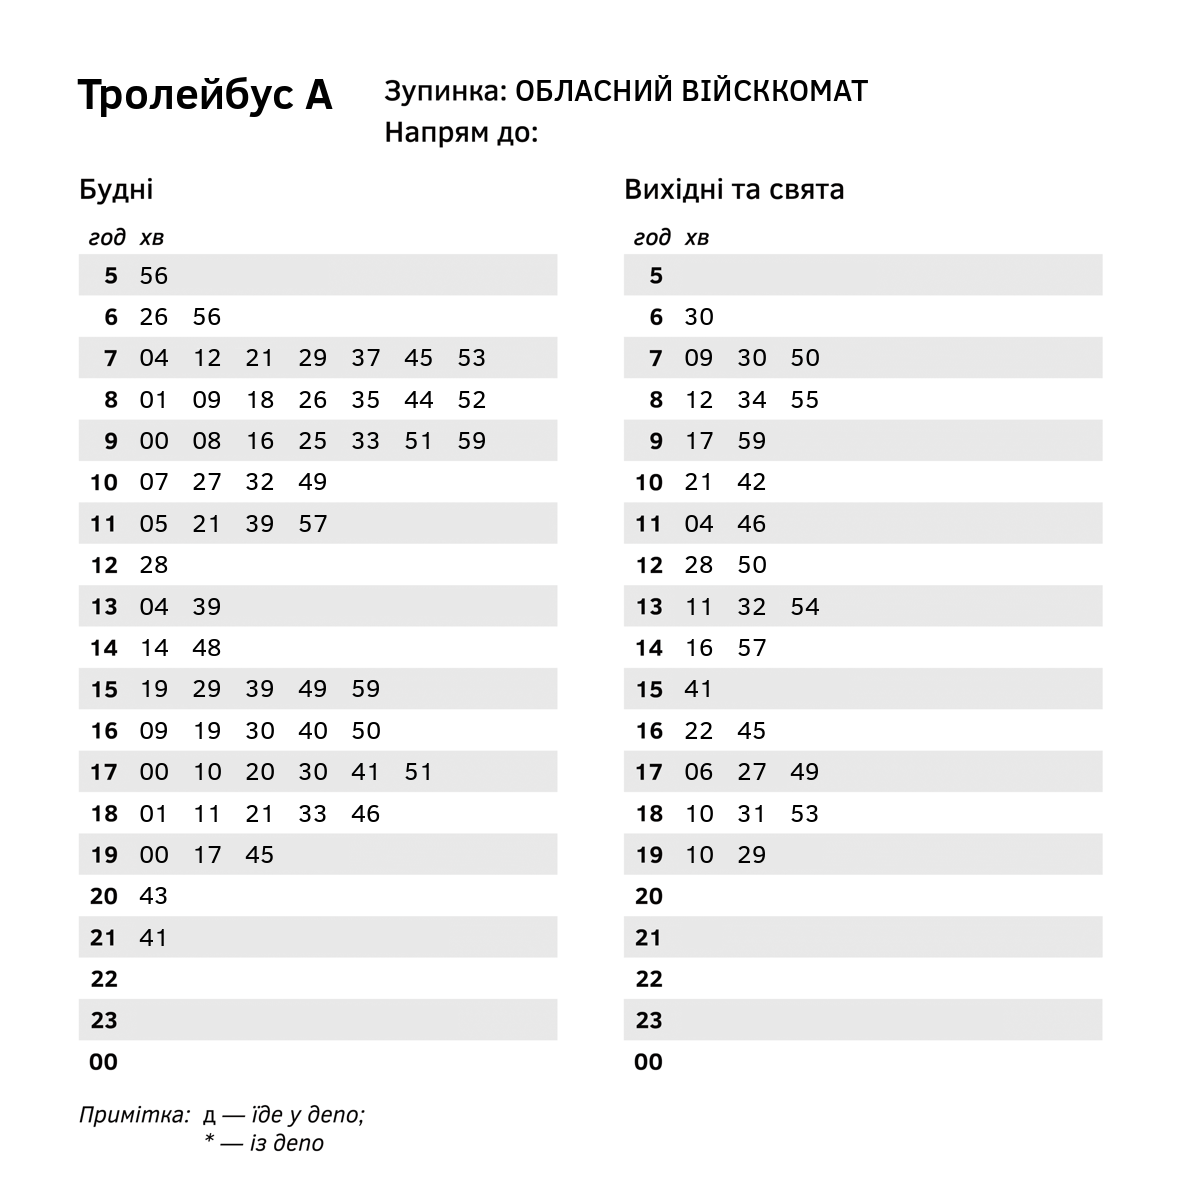 Тролейбус А
Зупинка: ОБЛАСНИЙ ВІЙСЬККОМАТ
Напрям до:
Будні
год хв
5 56
6 26 56
7 04 12 21 29 37 45 53
8 01 09 18 26 35 44 52
9 00 08 16 25 33 51 59
10 07 27 32 49
11 05 21 39 57
12 28
13 04 39
14 14 48
15 19 29 39 49 59
16 09 19 30 40 50
17 00 10 20 30 41 51
18 01 11 21 33 46
19 00 17 45
20 43
21 41
22
23
00
Вихідні та свята
год хв
5
6 30
7 09 30 50
8 12 34 55
9 17 59
10 21 42
11 04 46
12 28 50
13 11 32 54
14 16 57
15 41
16 22 45
17 06 27 49
18 10 31 53
19 10 29
20
21
22
23
00
Примітка: д — їде у депо;
* — із депо